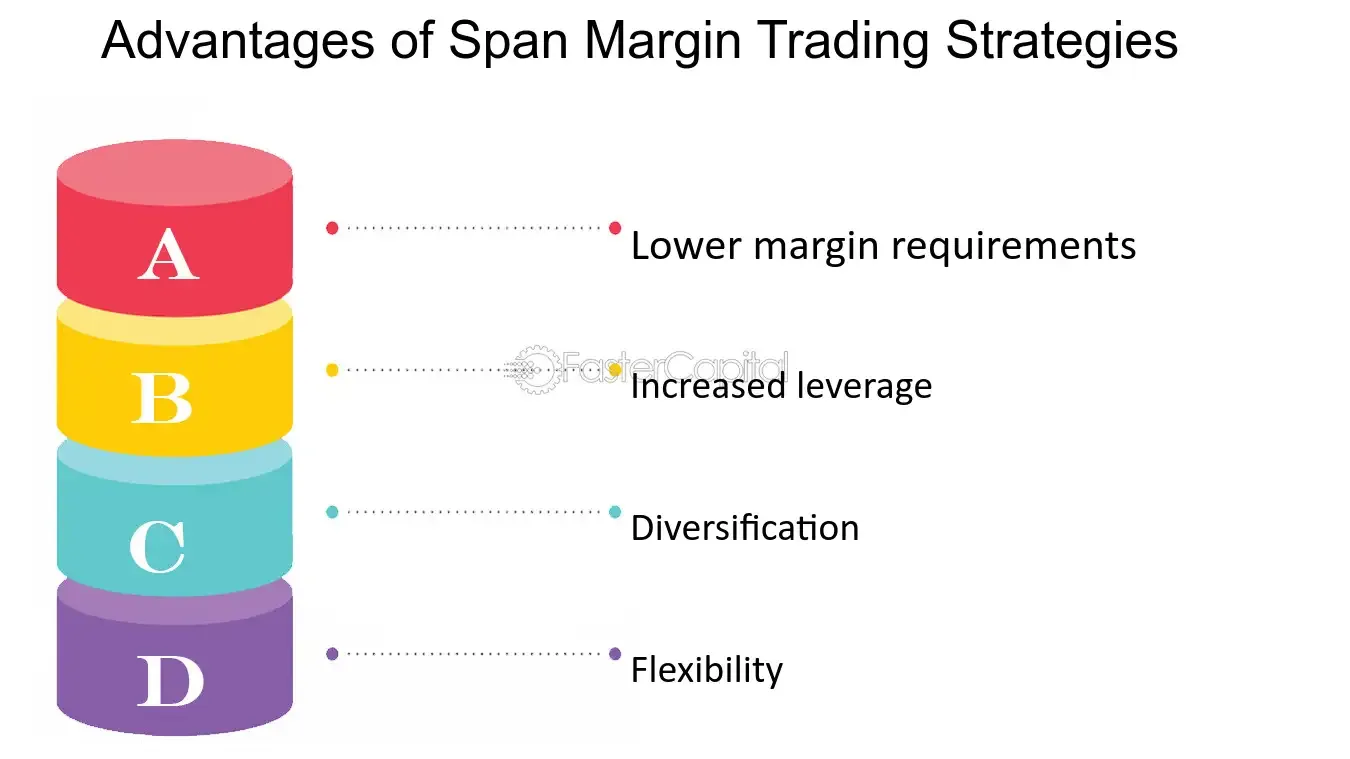 Advantages of Span Margin Trading Strategies
A
Lower margin requirements
B
FasterCapital
Increased leverage
C
Diversification
D
Flexibility